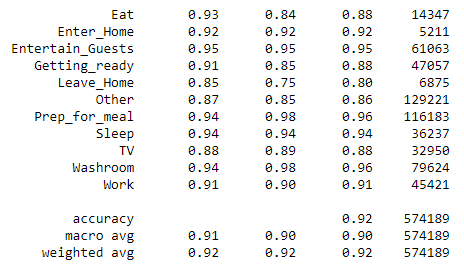 Eat 0.93 0.84 0.88 14347
Enter_Home 0.92 0.92 0.92 5211
Entertain_Guests 0.95 0.95 0.95 61063
Getting_ready 0.91 0.85 0.88 47057
Leave_Home 0.85 0.75 0.80 6875
Other 0.87 0.85 0.86 129221
Prep_for_meal 0.94 0.98 0.96 116183
Sleep 0.94 0.94 0.94 36237
TV 0.88 0.89 0.88 32950
Washroom 0.94 0.98 0.96 79624
Work 0.91 0.90 0.91 45421
accuracy 0.92 574189
macro avg 0.91 0.90 0.90 574189
weighted avg 0.92 0.92 0.92 574189